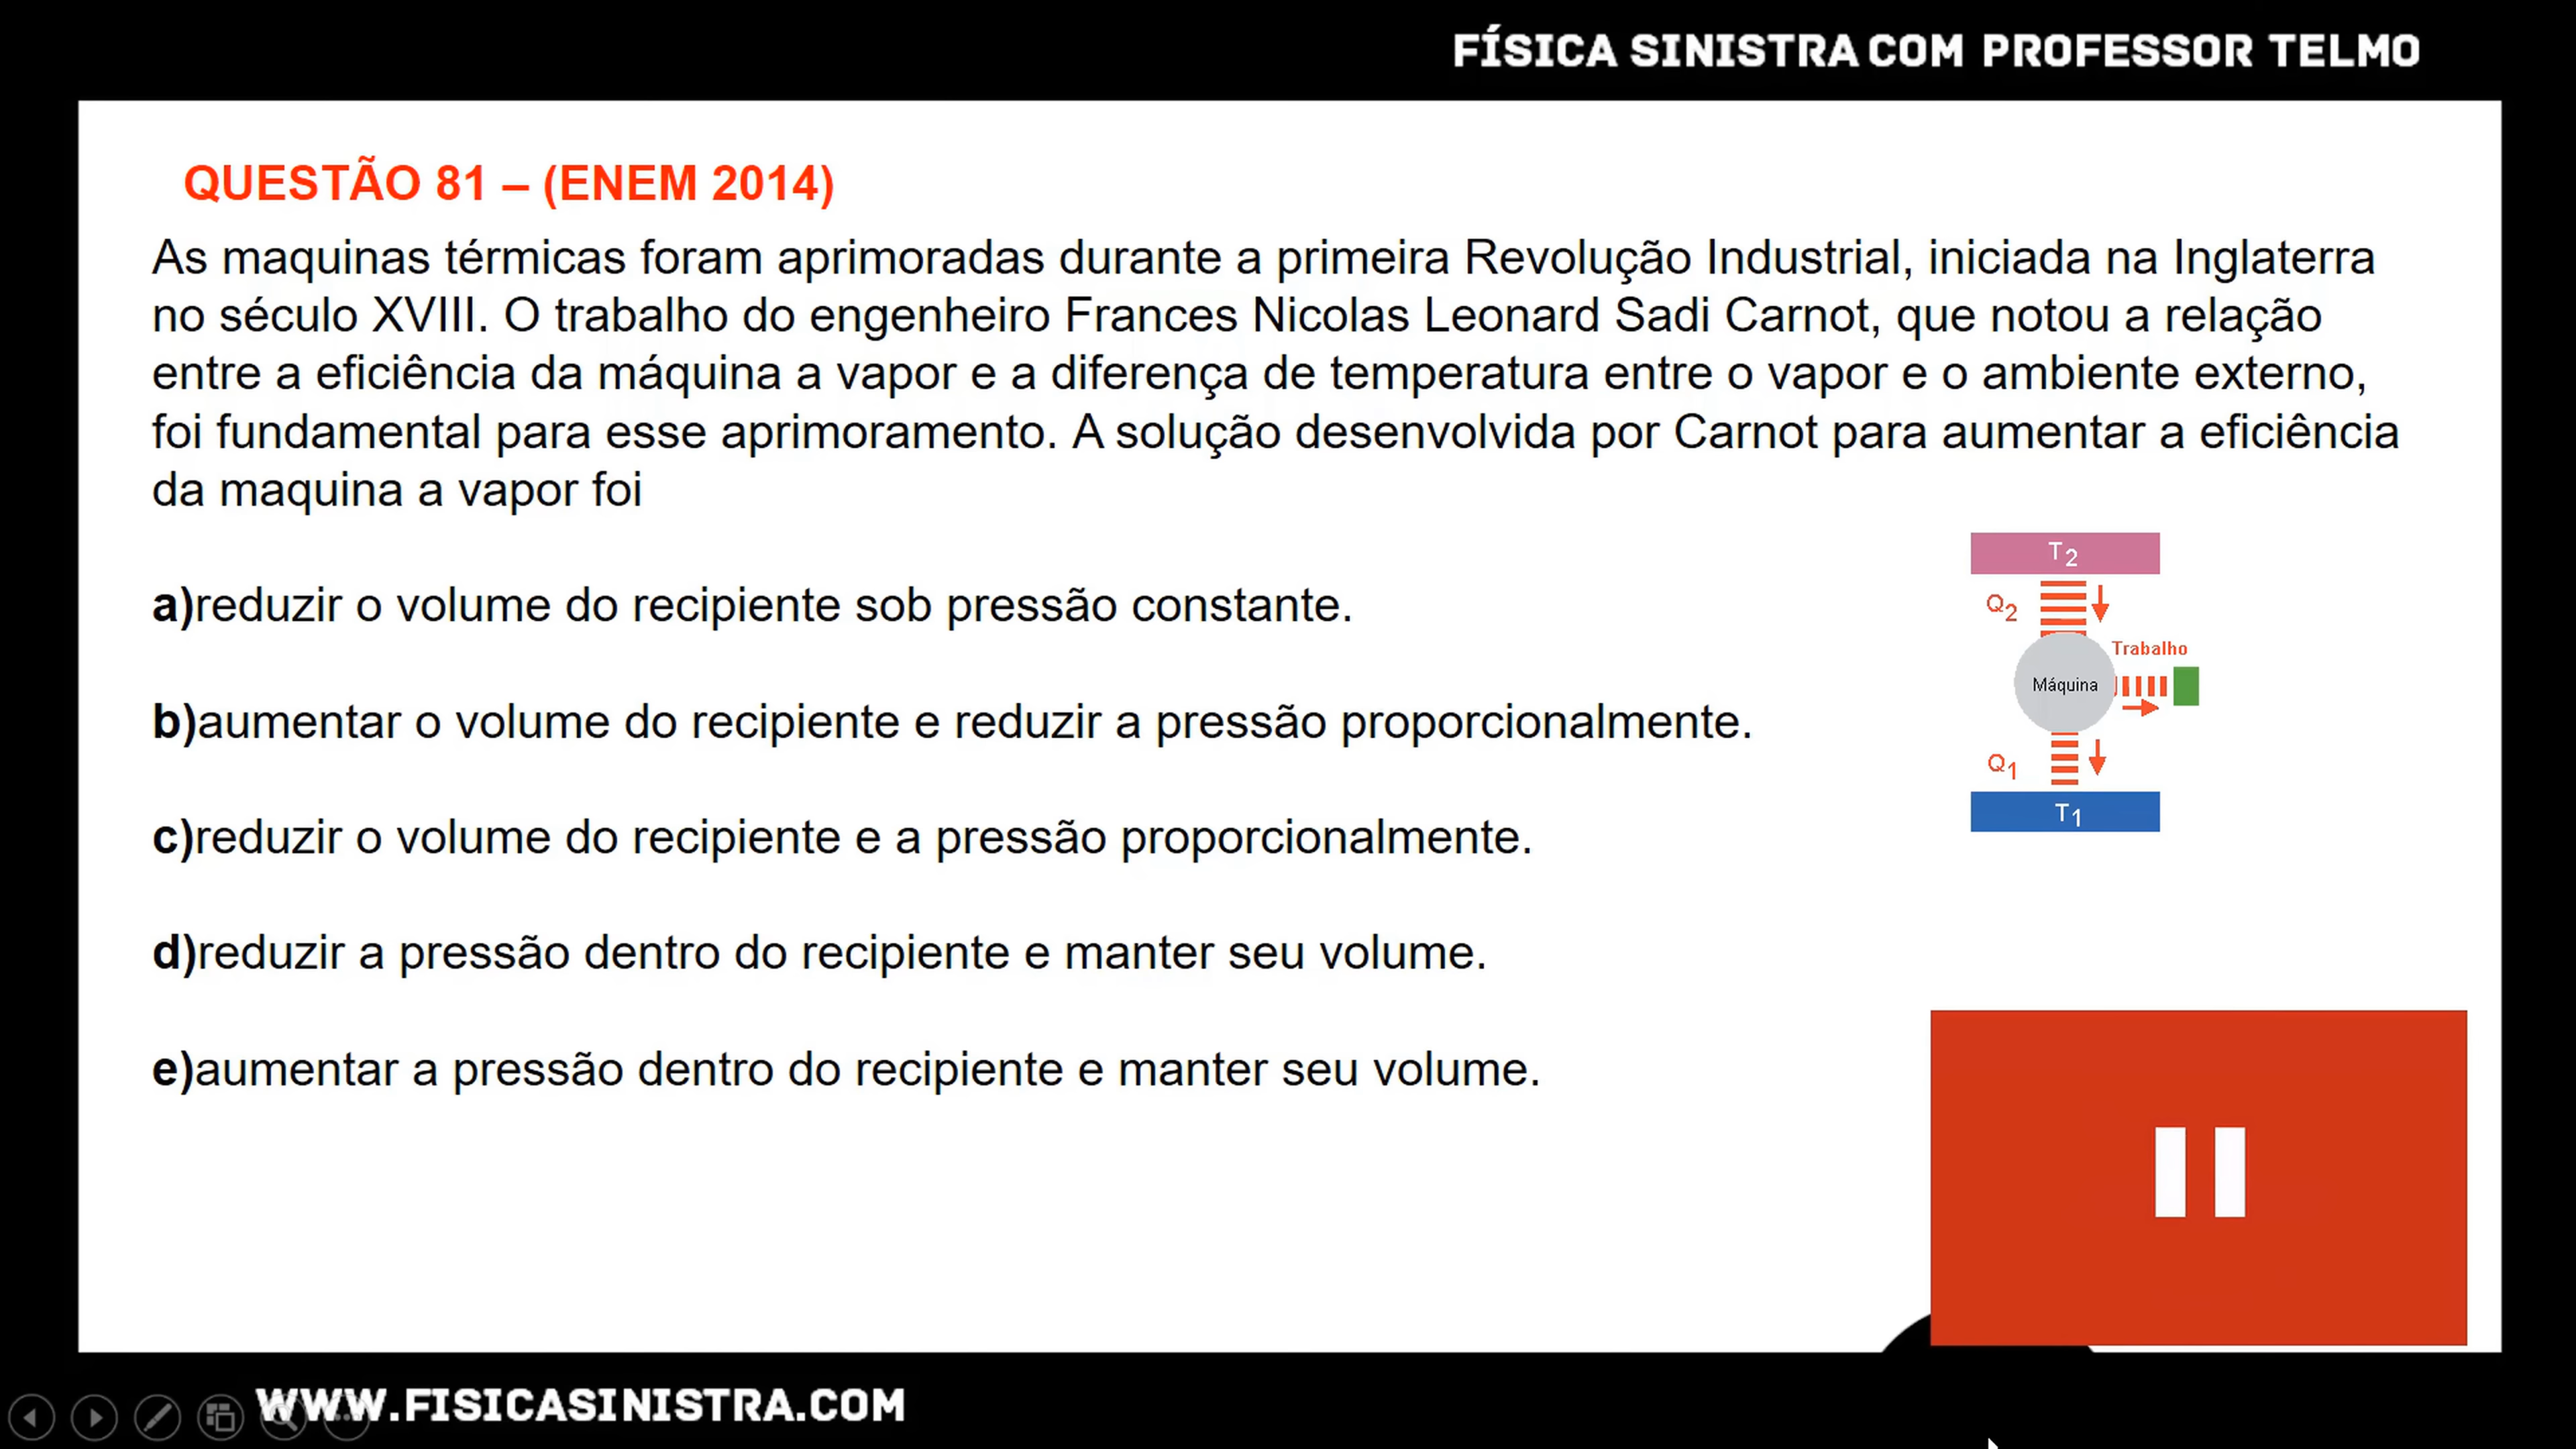 FÍSICA SINISTRA COM PROFESSOR TELMO
QUESTÃO 81 – (ENEM 2014)
As maquinas térmicas foram aprimoradas durante a primeira Revolução Industrial, iniciada na Inglaterra
no século XVIII. O trabalho do engenheiro Frances Nicolas Leonard Sadi Carnot, que notou a relação
entre a eficiência da máquina a vapor e a diferença de temperatura entre o vapor e o ambiente externo,
foi fundamental para esse aprimoramento. A solução desenvolvida por Carnot para aumentar a eficiência
da maquina a vapor foi
a)reduzir o volume do recipiente sob pressão constante.
b)aumentar o volume do recipiente e reduzir a pressão proporcionalmente.
c)reduzir o volume do recipiente e a pressão proporcionalmente.
d)reduzir a pressão dentro do recipiente e manter seu volume.
e)aumentar a pressão dentro do recipiente e manter seu volume.
T2
Q2
Trabalho
Máquina
Q1
T1
WWW.FISICASINISTRA.COM